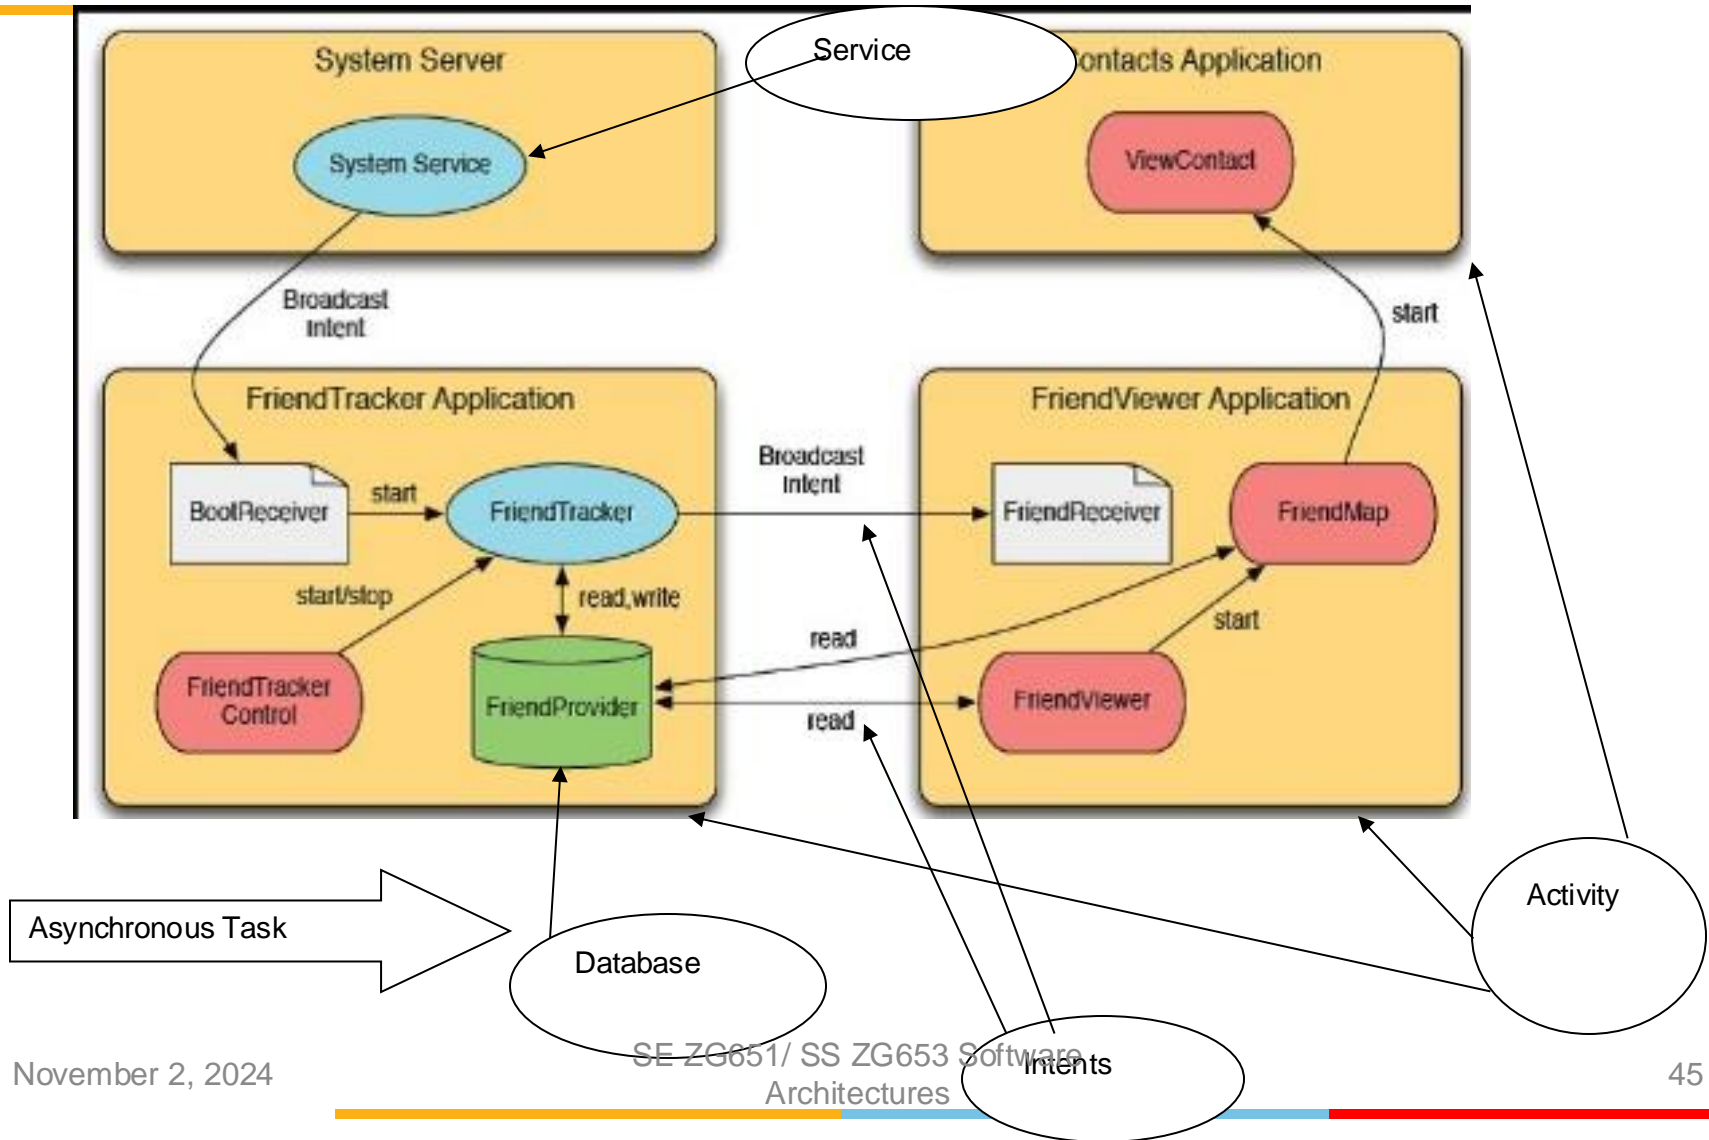 System Server
Service
ontacts Application
System Service
ViewContact
Broadcast
Intent
start
FriendTracker Application
FriendViewer Application
Broadcast
Intent
BootReceiver
start
FriendTracker
FriendReceiver
FriendMap
start/stop
read,write
read
start
FriendTracker
Control
FriendProvider
read
FriendViewer
Activity
Asynchronous Task
Database
November 2, 2024
SE ZG651/ SS ZG653 Software
Architectures
Intents
45